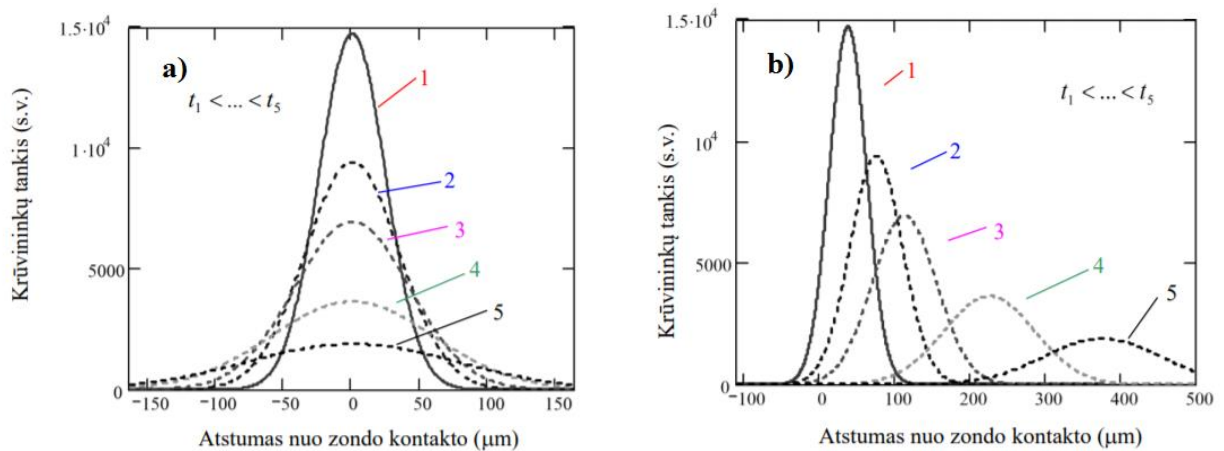 a)
t₁ < ... < t₅
Krūvininkų tankis (s.v.)
1.5·10⁴
1·10⁴
5000
0
1
2
3
4
5
−150 −100 −50 0 50 100 150
Atstumas nuo zondo kontakto (μm)
b)
t₁ < ... < t₅
Krūvininkų tankis (s.v.)
1.5·10⁴
10⁴
5000
0
1
2
3
4
5
−100 0 100 200 300 400 500
Atstumas nuo zondo kontakto (μm)